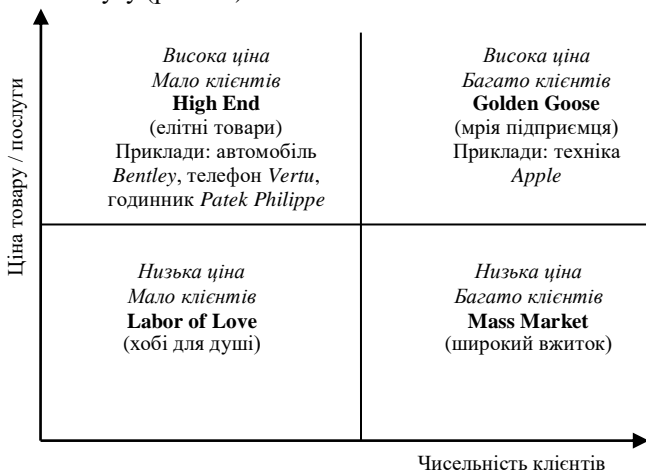 Ціна товару / послуги
Висока ціна
Мало клієнтів
High End
(елітні товари)
Приклади: автомобіль
Bentley, телефон Vertu,
годинник Patek Philippe
Висока ціна
Багато клієнтів
Golden Goose
(мрія підприємця)
Приклади: техніка
Apple
Низька ціна
Мало клієнтів
Labor of Love
(хобі для душі)
Низька ціна
Багато клієнтів
Mass Market
(широкий вжиток)
Чисельність клієнтів